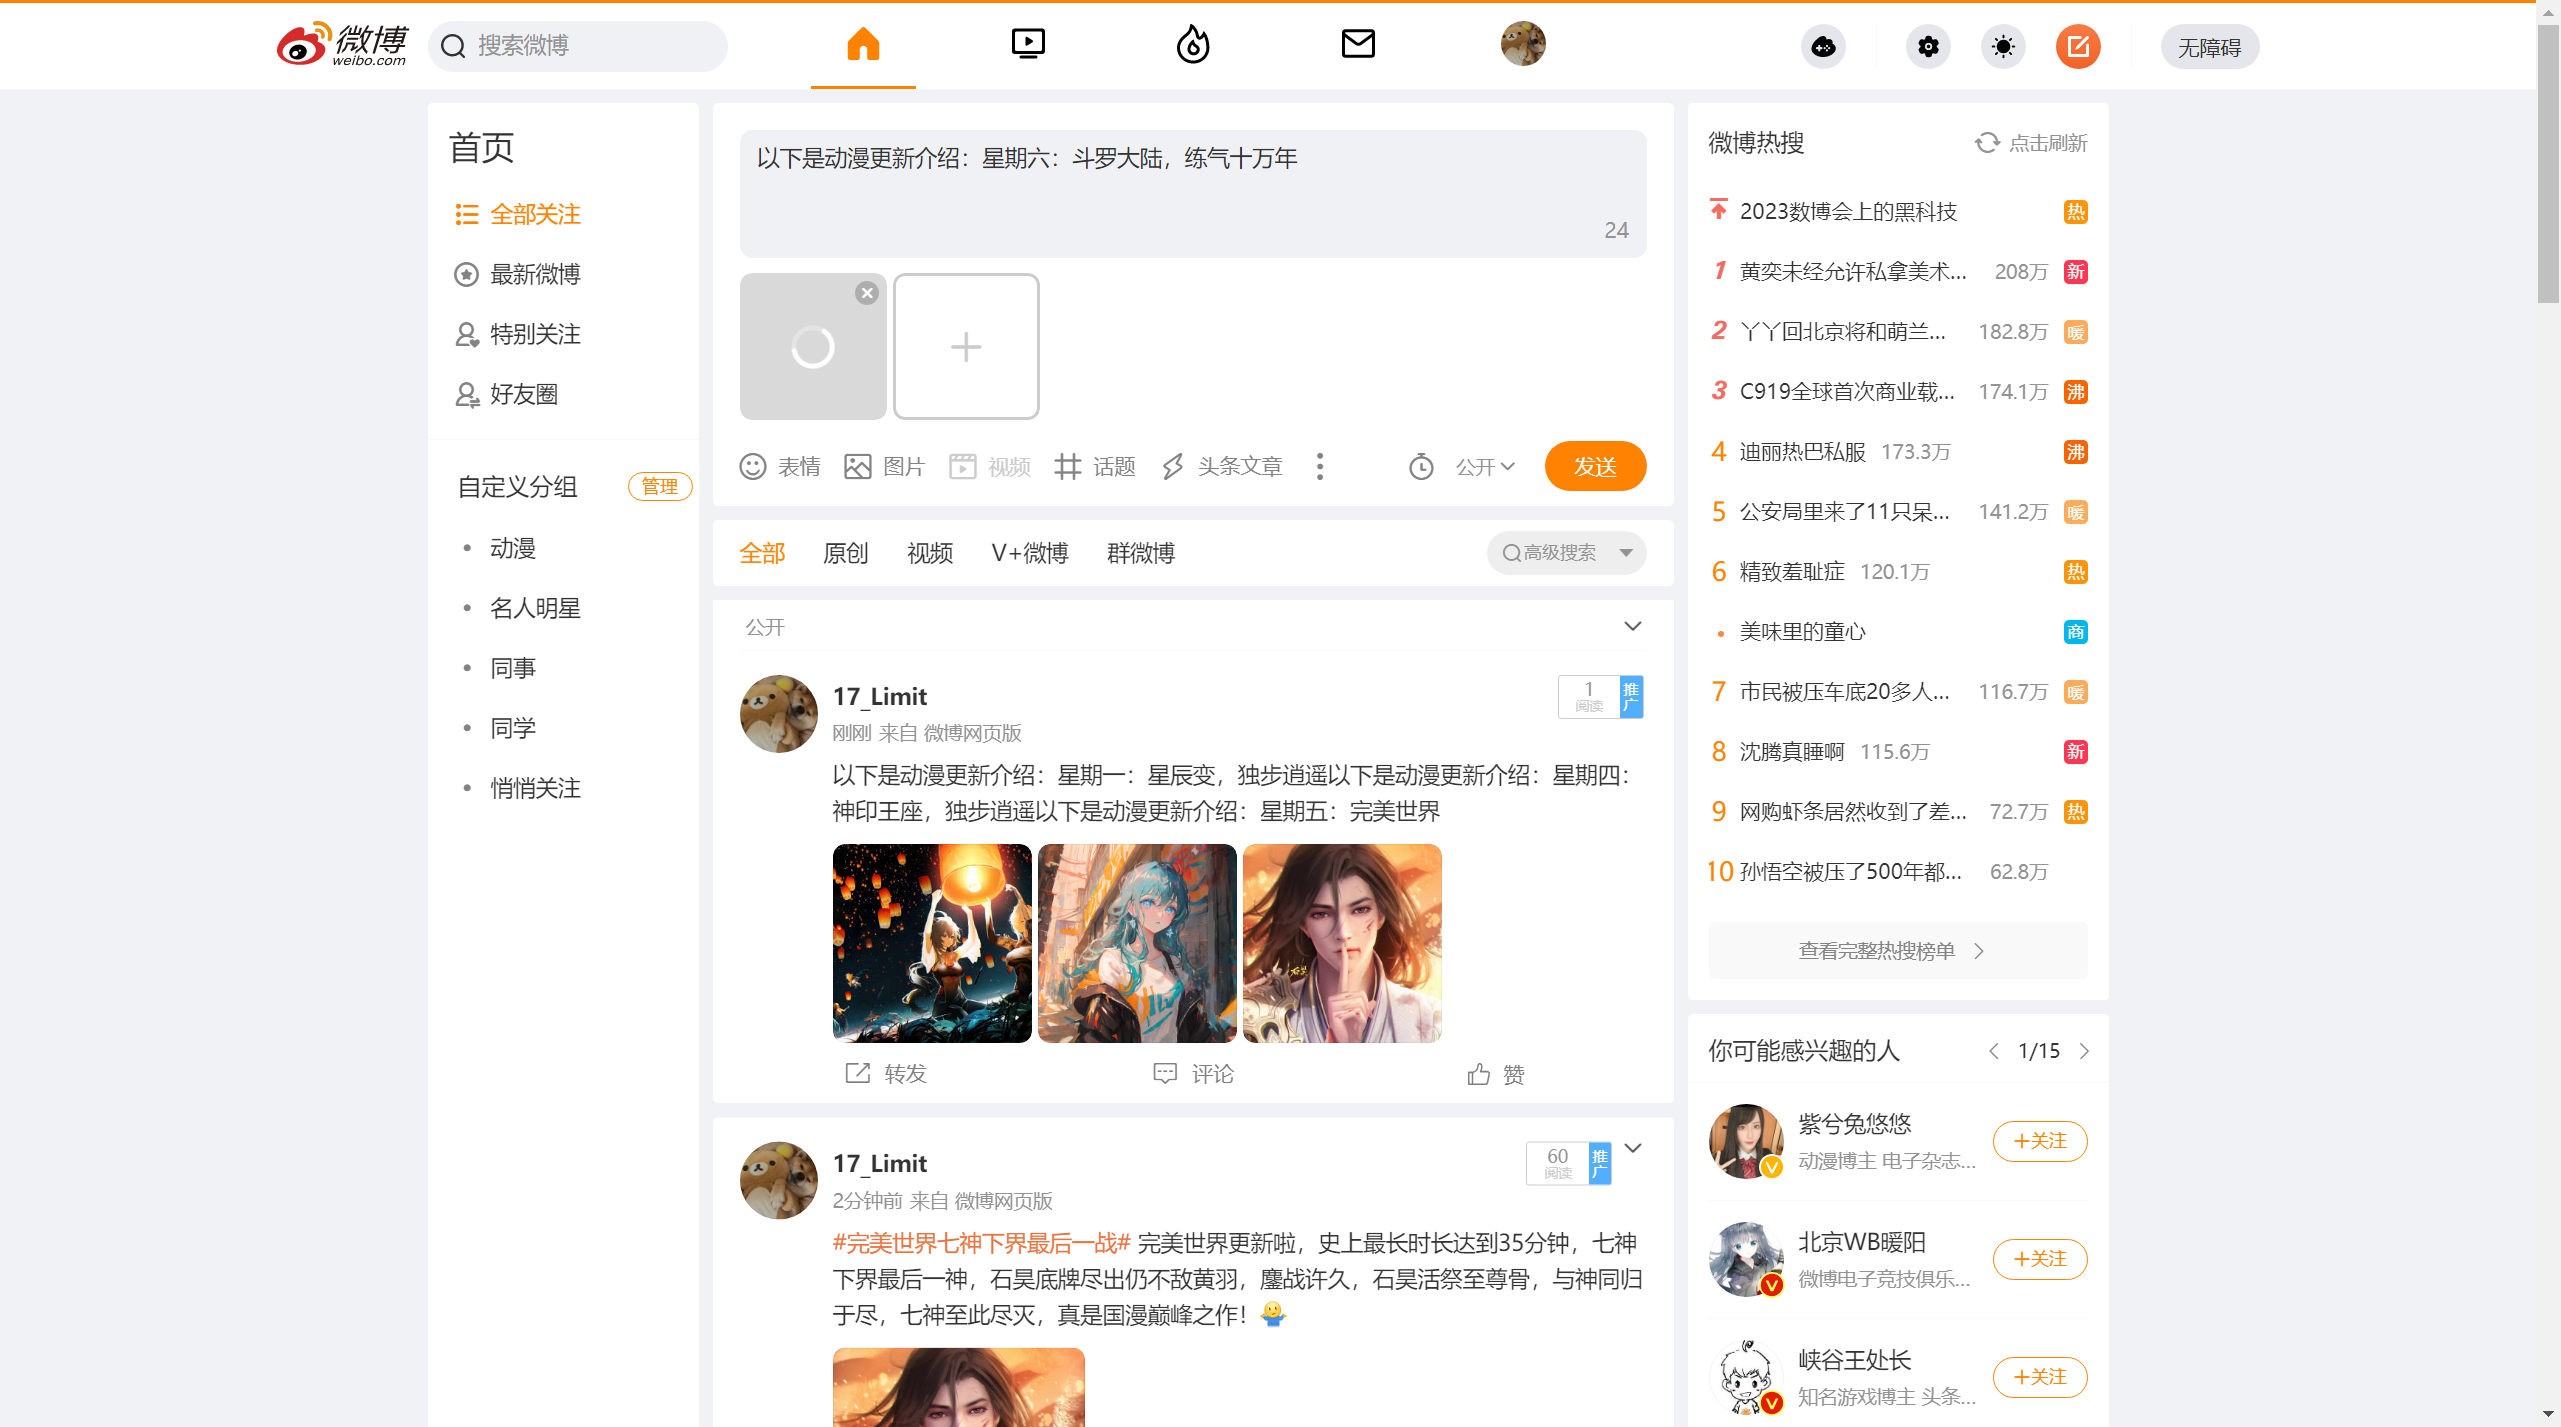 微博
weibo.com
搜索微博
无障碍
首页
全部关注
最新微博
特别关注
好友圈
自定义分组
管理
动漫
名人明星
同事
同学
悄悄关注
以下是动漫更新介绍：星期六：斗罗大陆，练气十万年
24
表情 图片 视频 话题 头条文章 公开 发送
全部 原创 视频 V+微博 群微博 高级搜索
公开
17_Limit
1
阅读
推广
刚刚 来自 微博网页版
以下是动漫更新介绍：星期一：星辰变，独步逍遥以下是动漫更新介绍：星期四：
神印王座，独步逍遥以下是动漫更新介绍：星期五：完美世界
转发 评论 赞
17_Limit
60
阅读
推广
2分钟前 来自 微博网页版
#完美世界七神下界最后一战# 完美世界更新啦，史上最长时长达到35分钟，七神
下界最后一神，石昊底牌尽出仍不敌黄羽，鏖战许久，石昊活祭至尊骨，与神同归
于尽，七神至此尽灭，真是国漫巅峰之作！
微博热搜 点击刷新
2023数博会上的黑科技 热
1 黄奕未经允许私拿美术... 208万 新
2 丫丫回北京将和萌兰... 182.8万 暖
3 C919全球首次商业载... 174.1万 沸
4 迪丽热巴私服 173.3万 沸
5 公安局里来了11只呆... 141.2万 暖
6 精致羞耻症 120.1万 热
美味里的童心 商
7 市民被压车底20多人... 116.7万 暖
8 沈腾真睡啊 115.6万 新
9 网购虾条居然收到了差... 72.7万 热
10 孙悟空被压了500年都... 62.8万
查看完整热搜榜单
你可能感兴趣的人 1/15
紫兮兔悠悠
动漫博主 电子杂志...
+关注
北京WB暖阳
微博电子竞技俱乐...
+关注
峡谷王处长
知名游戏博主 头条...
+关注